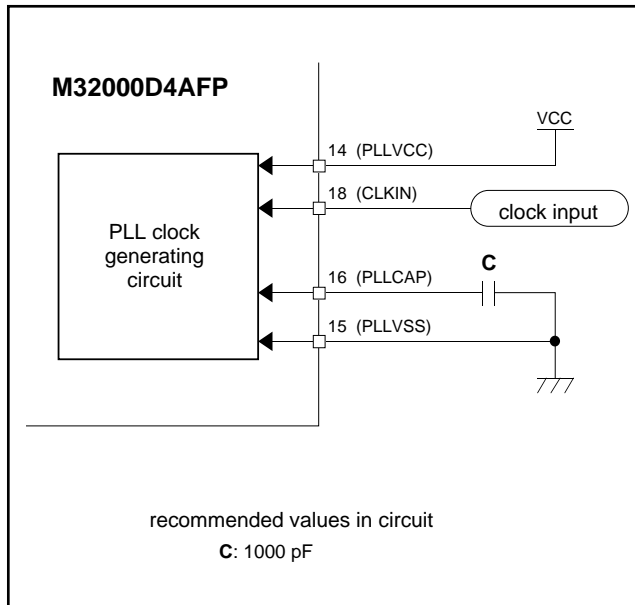 M32000D4AFP
VCC
14 (PLLVCC)
18 (CLKIN)
clock input
PLL clock
generating
circuit
C
16 (PLLCAP)
15 (PLLVSS)
recommended values in circuit
C: 1000 pF